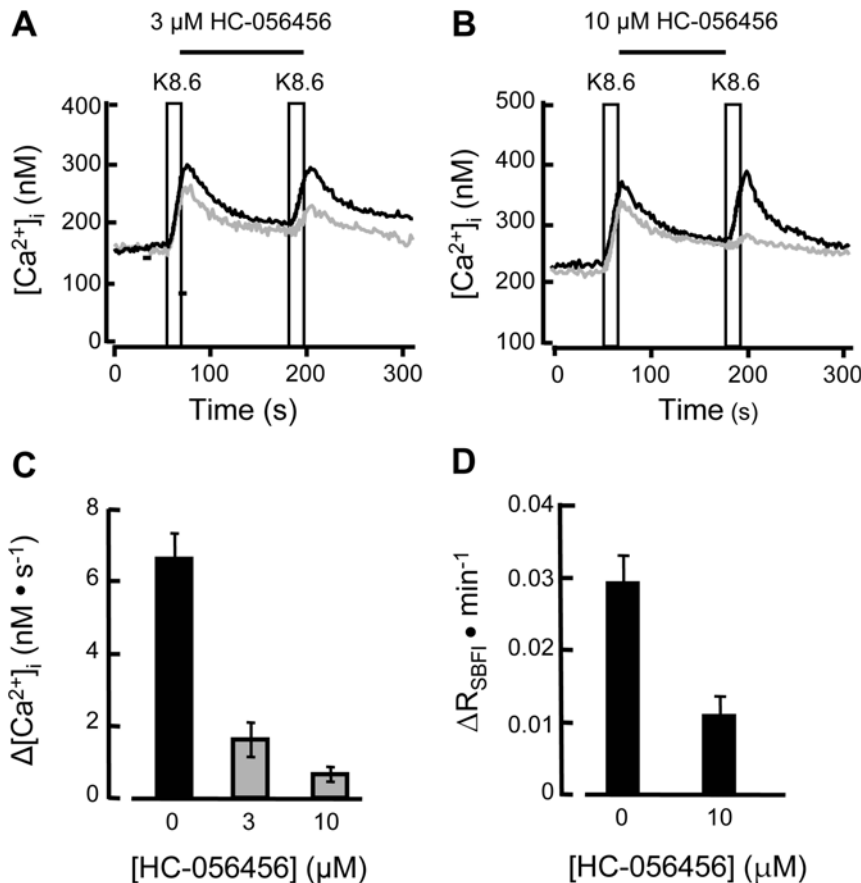 A
3 µM HC-056456
K8.6 K8.6
400
300
200
100
0
[Ca²⁺]ᵢ (nM)
0 100 200 300
Time (s)
B
10 µM HC-056456
K8.6 K8.6
500
400
300
200
100
[Ca²⁺]ᵢ (nM)
0 100 200 300
Time (s)
C
8
6
4
2
0
Δ[Ca²⁺]ᵢ (nM • s⁻¹)
0 3 10
[HC-056456] (µM)
D
0.04
0.03
0.02
0.01
0
ΔR_SBFI • min⁻¹
0 10
[HC-056456] (µM)